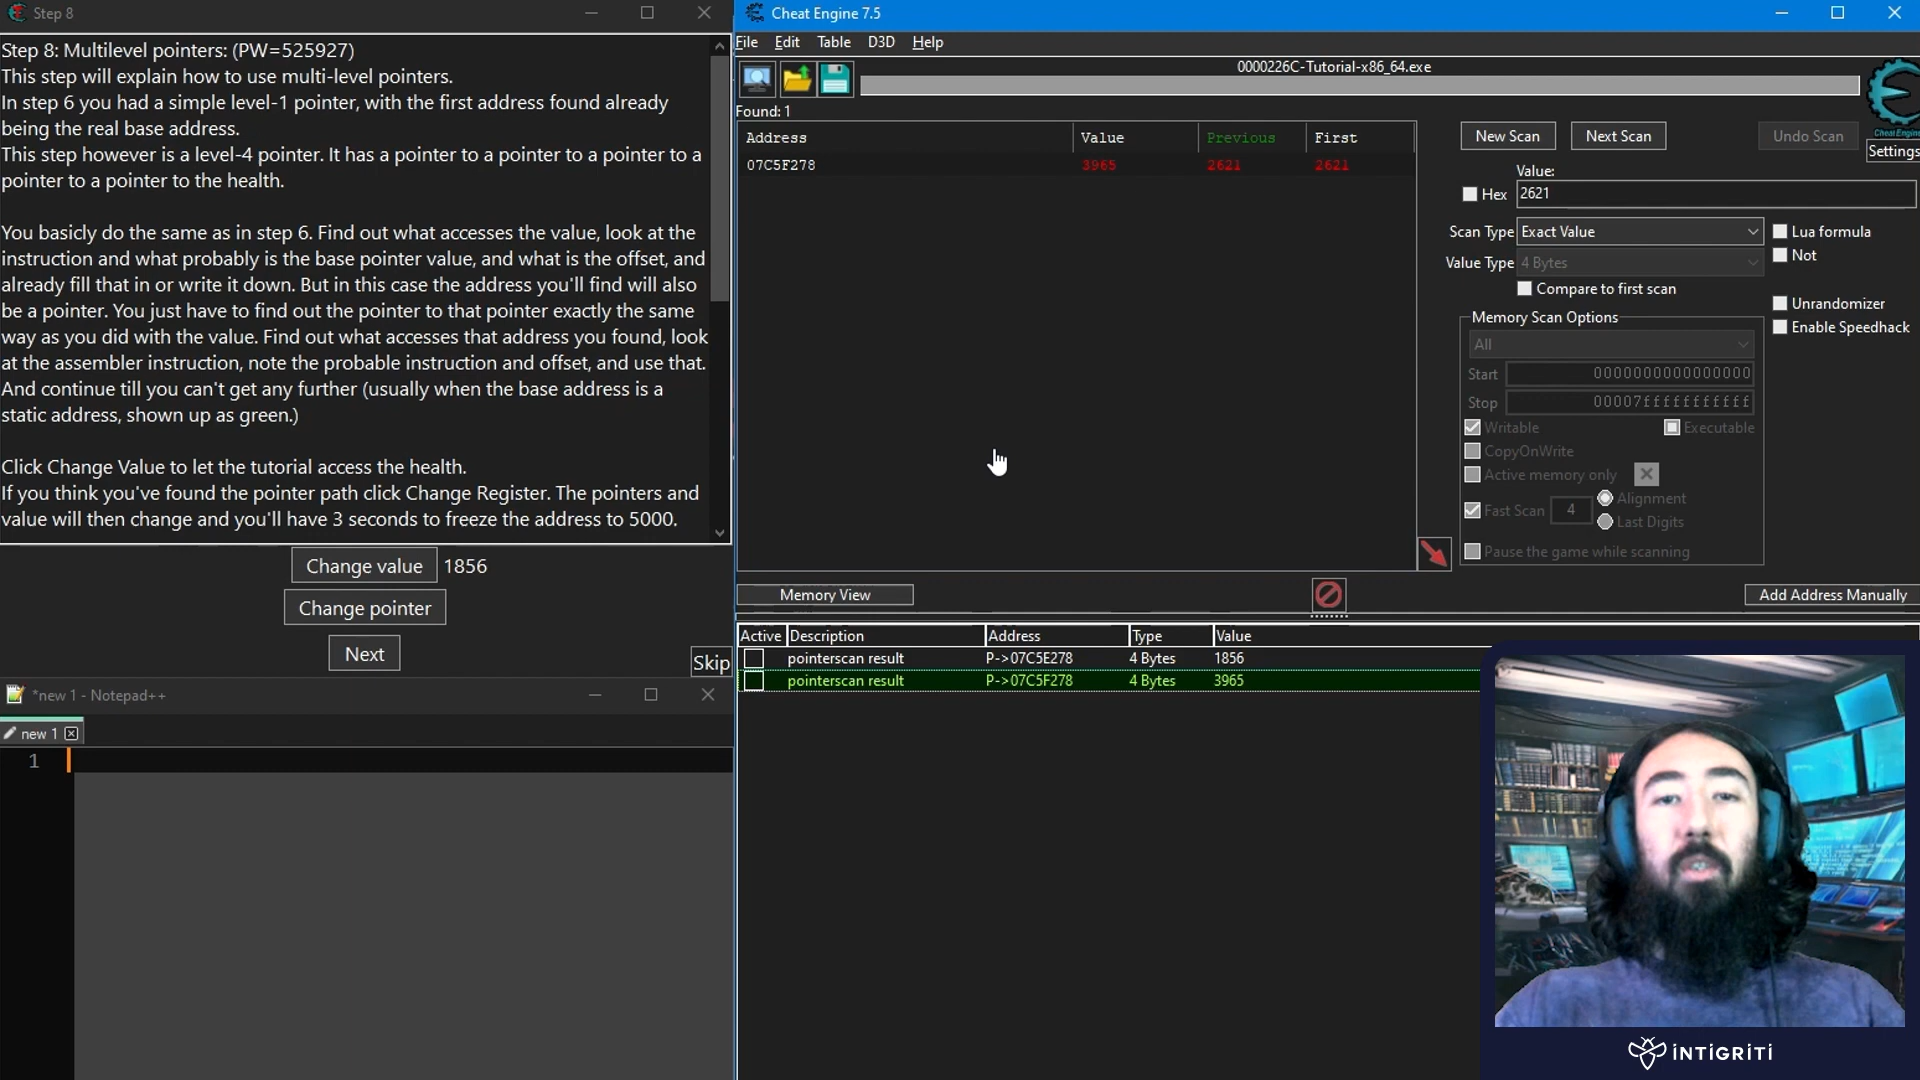 Step 8
Step 8: Multilevel pointers: (PW=525927)
This step will explain how to use multi-level pointers.
In step 6 you had a simple level-1 pointer, with the first address found already
being the real base address.
This step however is a level-4 pointer. It has a pointer to a pointer to a pointer to a
pointer to a pointer to the health.
You basicly do the same as in step 6. Find out what accesses the value, look at the
instruction and what probably is the base pointer value, and what is the offset, and
already fill that in or write it down. But in this case the address you'll find will also
be a pointer. You just have to find out the pointer to that pointer exactly the same
way as you did with the value. Find out what accesses that address you found, look
at the assembler instruction, note the probable instruction and offset, and use that.
And continue till you can't get any further (usually when the base address is a
static address, shown up as green.)
Click Change Value to let the tutorial access the health.
If you think you've found the pointer path click Change Register. The pointers and
value will then change and you'll have 3 seconds to freeze the address to 5000.
Change value 1856
Change pointer
Next
Skip
*new 1 - Notepad++
new 1
1
Cheat Engine 7.5
File Edit Table D3D Help
0000226C-Tutorial-x86_64.exe
Cheat Engine
Settings
Found: 1
Address Value Previous First
07C5F278 3965 2621 2621
New Scan Next Scan Undo Scan
Value:
Hex 2621
Scan Type Exact Value
Lua formula
Not
Value Type 4 Bytes
Compare to first scan
Unrandomizer
Enable Speedhack
Memory Scan Options
All
Start 0000000000000000
Stop 00007fffffffffff
Writable Executable
CopyOnWrite
Active memory only
Fast Scan 4 Alignment
Last Digits
Pause the game while scanning
Memory View
Add Address Manually
Active Description Address Type Value
pointerscan result P->07C5E278 4 Bytes 1856
pointerscan result P->07C5F278 4 Bytes 3965
INTIGRITI